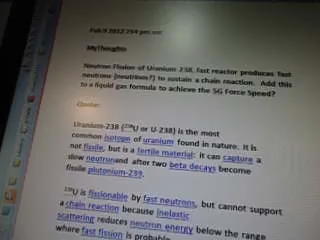 Feb 9 2012 254 pm est
MyThoughts
Neutron Fission of Uranium-238, fast reactor produces fast
neutrons (neutrinos?) to sustain a chain reaction. Add this
to a liquid gas formula to achieve the 5G Force Speed?
Quote:
Uranium-238 (²³⁸U or U-238) is the most
common isotope of uranium found in nature. It is
not fissile, but is a fertile material: it can capture a
slow neutron and after two beta decays become
fissile plutonium-239.
²³⁸U is fissionable by fast neutrons, but cannot support
a chain reaction because inelastic
scattering reduces neutron energy below the range
where fast fission is probable